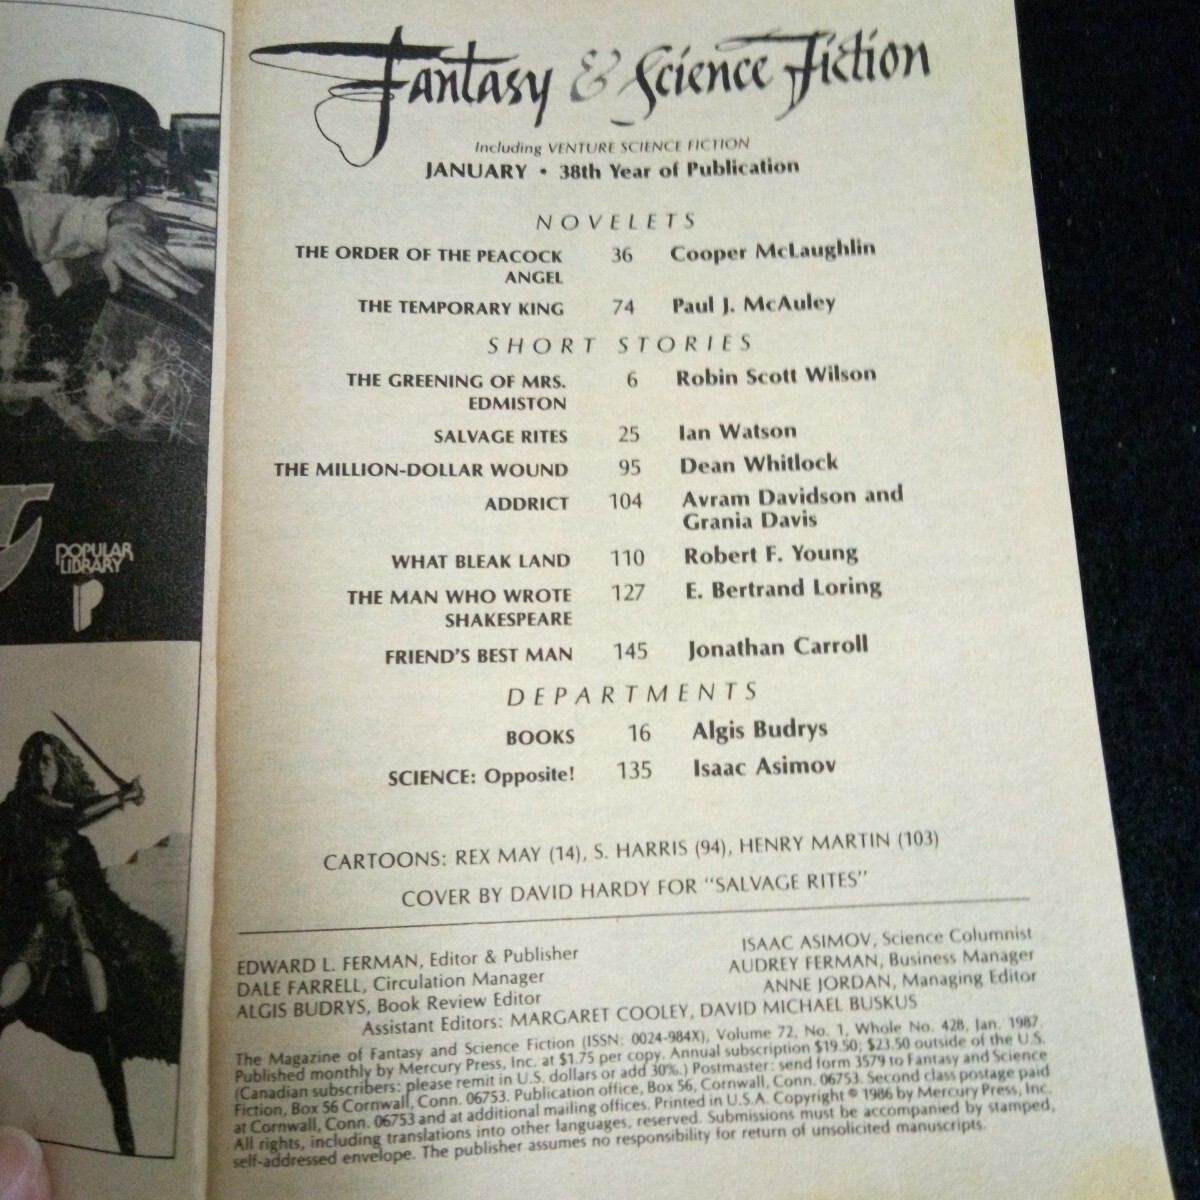 Fantasy & Science Fiction
Including VENTURE SCIENCE FICTION
JANUARY • 38th Year of Publication
NOVELETS
THE ORDER OF THE PEACOCK 36 Cooper McLaughlin
ANGEL
THE TEMPORARY KING 74 Paul J. McAuley
SHORT STORIES
THE GREENING OF MRS. 6 Robin Scott Wilson
EDMISTON
SALVAGE RITES 25 Ian Watson
THE MILLION-DOLLAR WOUND 95 Dean Whitlock
ADDRICT 104 Avram Davidson and
Grania Davis
WHAT BLEAK LAND 110 Robert F. Young
THE MAN WHO WROTE 127 E. Bertrand Loring
SHAKESPEARE
FRIEND'S BEST MAN 145 Jonathan Carroll
DEPARTMENTS
BOOKS 16 Algis Budrys
SCIENCE: Opposite! 135 Isaac Asimov
CARTOONS: REX MAY (14), S. HARRIS (94), HENRY MARTIN (103)
COVER BY DAVID HARDY FOR "SALVAGE RITES"
EDWARD L. FERMAN, Editor & Publisher ISAAC ASIMOV, Science Columnist
DALE FARRELL, Circulation Manager AUDREY FERMAN, Business Manager
ALGIS BUDRYS, Book Review Editor ANNE JORDAN, Managing Editor
Assistant Editors: MARGARET COOLEY, DAVID MICHAEL BUSKUS
The Magazine of Fantasy and Science Fiction (ISSN: 0024-984X), Volume 72, No. 1, Whole No. 428, Jan. 1987.
Published monthly by Mercury Press, Inc. at $1.75 per copy. Annual subscription $19.50; $23.50 outside of the U.S.
(Canadian subscribers: please remit in U.S. dollars or add 30%.) Postmaster: send form 3579 to Fantasy and Science
Fiction, Box 56 Cornwall, Conn. 06753. Publication office, Box 56, Cornwall, Conn. 06753. Second class postage paid
at Cornwall, Conn. 06753 and at additional mailing offices. Printed in U.S.A. Copyright © 1986 by Mercury Press, Inc.
All rights, including translations into other languages, reserved. Submissions must be accompanied by stamped,
self-addressed envelope. The publisher assumes no responsibility for return of unsolicited manuscripts.
POPULAR
LIBRARY